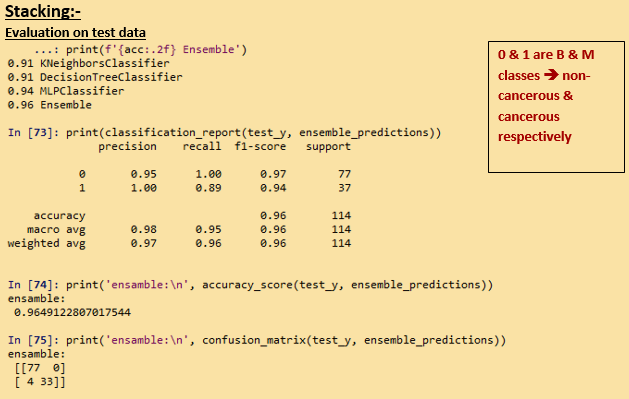 Stacking:-
Evaluation on test data
...: print(f'{acc:.2f} Ensemble')
0.91 KNeighborsClassifier
0.91 DecisionTreeClassifier
0.94 MLPClassifier
0.96 Ensemble
In [73]: print(classification_report(test_y, ensemble_predictions))
precision recall f1-score support
0 0.95 1.00 0.97 77
1 1.00 0.89 0.94 37
accuracy 0.96 114
macro avg 0.98 0.95 0.96 114
weighted avg 0.97 0.96 0.96 114
In [74]: print('ensamble:\n', accuracy_score(test_y, ensemble_predictions))
ensamble:
0.9649122807017544
In [75]: print('ensamble:\n', confusion_matrix(test_y, ensemble_predictions))
ensamble:
[[77 0]
[ 4 33]]
0 & 1 are B & M
classes ➔ non-
cancerous &
cancerous
respectively